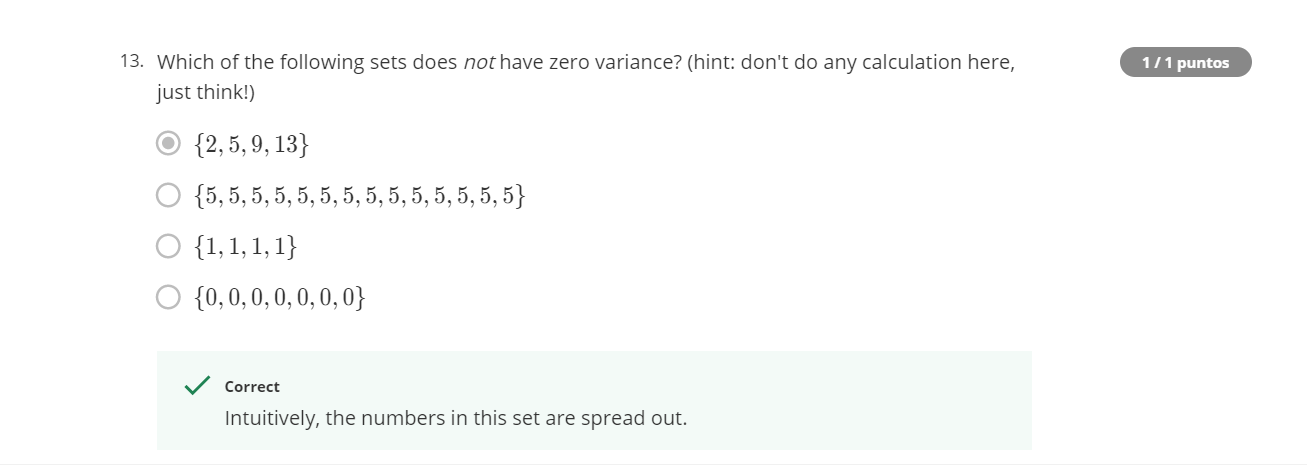 13. Which of the following sets does not have zero variance? (hint: don't do any calculation here,
just think!)
1 / 1 puntos
{2, 5, 9, 13}
{5, 5, 5, 5, 5, 5, 5, 5, 5, 5, 5, 5, 5, 5}
{1, 1, 1, 1}
{0, 0, 0, 0, 0, 0, 0}
Correct
Intuitively, the numbers in this set are spread out.